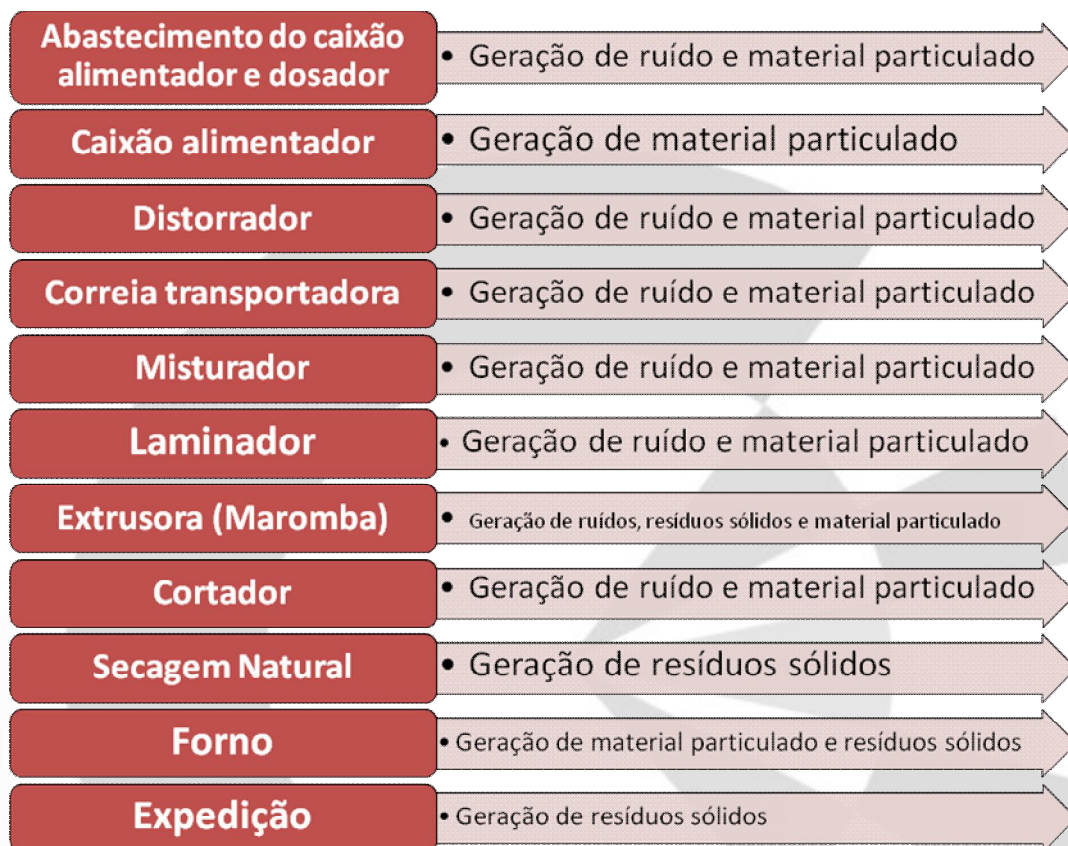 Abastecimento do caixão
alimentador e dosador
• Geração de ruído e material particulado
Caixão alimentador
• Geração de material particulado
Distorrador
• Geração de ruído e material particulado
Correia transportadora
• Geração de ruído e material particulado
Misturador
• Geração de ruído e material particulado
Laminador
• Geração de ruído e material particulado
Extrusora (Maromba)
• Geração de ruídos, resíduos sólidos e material particulado
Cortador
• Geração de ruído e material particulado
Secagem Natural
• Geração de resíduos sólidos
Forno
• Geração de material particulado e resíduos sólidos
Expedição
• Geração de resíduos sólidos